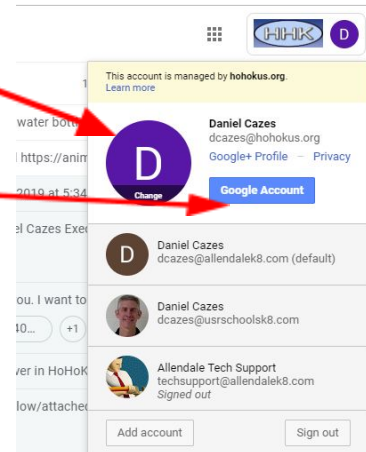 HHK D
This account is managed by hohokus.org.
Learn more
1
water bott
D
Change
Daniel Cazes
dcazes@hohokus.org
Google+ Profile – Privacy
Google Account
https://anim
2019 at 5:34
el Cazes Exe
D
Daniel Cazes
dcazes@allendalek8.com (default)
ou. I want to
40... +1
Daniel Cazes
dcazes@usrschoolsk8.com
ver in HoHoK
Allendale Tech Support
techsupport@allendalek8.com
Signed out
low/attached
Add account Sign out